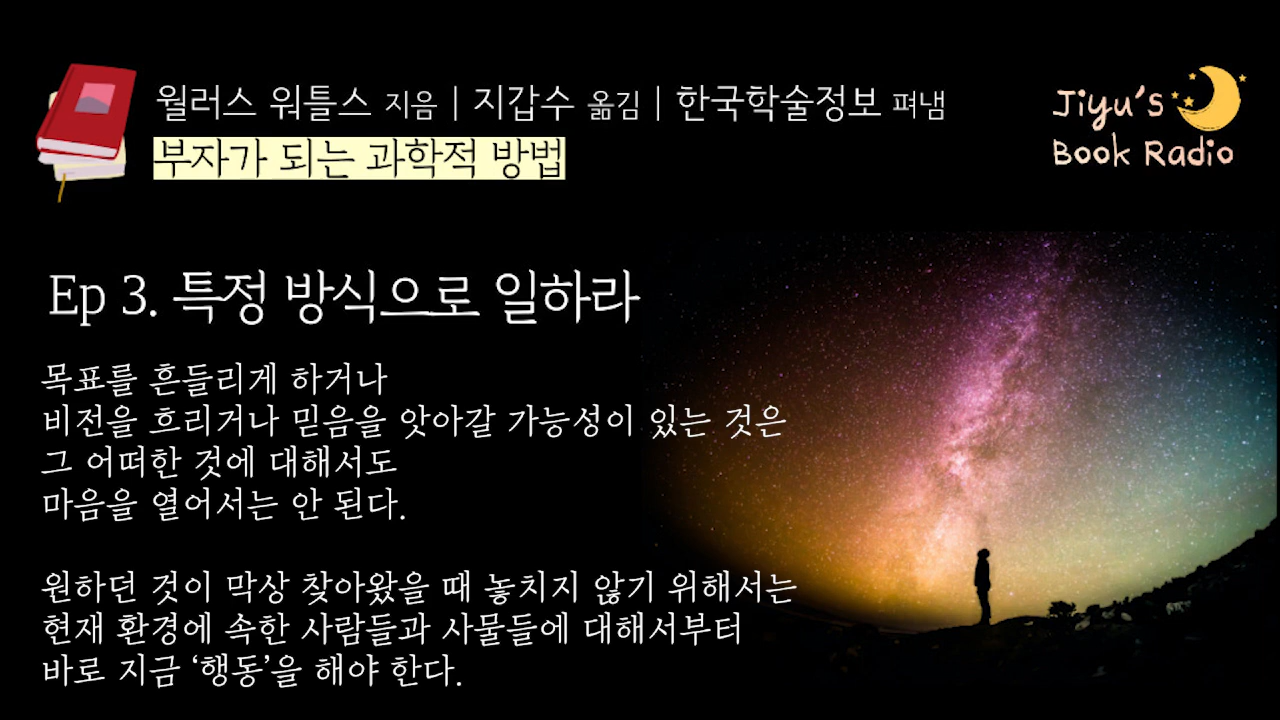 월러스 워틀스 지음 | 지갑수 옮김 | 한국학술정보 펴냄
부자가 되는 과학적 방법
Jiyu's
Book Radio
Ep 3. 특정 방식으로 일하라
목표를 흔들리게 하거나
비전을 흐리거나 믿음을 앗아갈 가능성이 있는 것은
그 어떠한 것에 대해서도
마음을 열어서는 안 된다.
원하던 것이 막상 찾아왔을 때 놓치지 않기 위해서는
현재 환경에 속한 사람들과 사물들에 대해서부터
바로 지금 ‘행동’을 해야 한다.